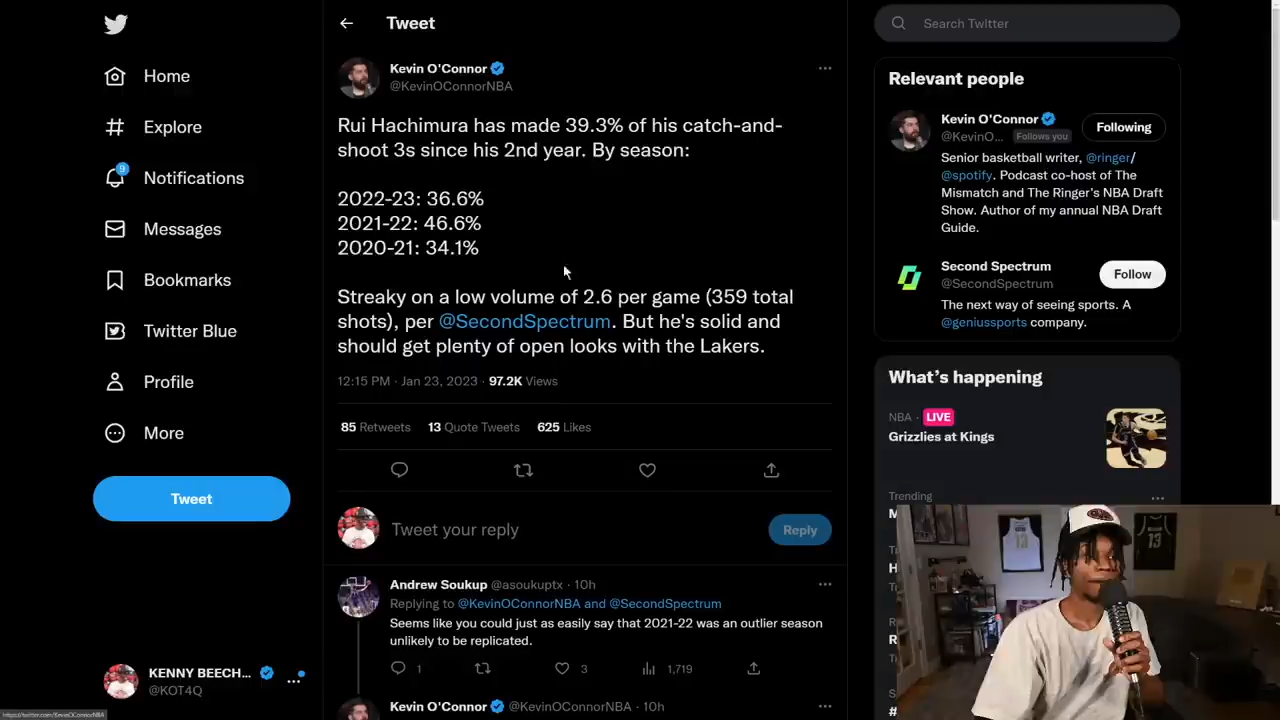 Home
Explore
9
Notifications
Messages
Bookmarks
Twitter Blue
Profile
More
Tweet
KENNY BEECH...
@KOT4Q
https://twitter.com/KevinOConnorNBA
Tweet
Kevin O'Connor
@KevinOConnorNBA
Rui Hachimura has made 39.3% of his catch-and-
shoot 3s since his 2nd year. By season:
2022-23: 36.6%
2021-22: 46.6%
2020-21: 34.1%
Streaky on a low volume of 2.6 per game (359 total
shots), per @SecondSpectrum. But he's solid and
should get plenty of open looks with the Lakers.
12:15 PM · Jan 23, 2023 · 97.2K Views
85 Retweets 13 Quote Tweets 625 Likes
Tweet your reply
Reply
Andrew Soukup @asoukuptx · 10h
Replying to @KevinOConnorNBA and @SecondSpectrum
Seems like you could just as easily say that 2021-22 was an outlier season
unlikely to be replicated.
1 3 1,719
Kevin O'Connor @KevinOConnorNBA · 10h
Search Twitter
Relevant people
Kevin O'Connor
@KevinO... Follows you
Following
Senior basketball writer, @ringer/
@spotify. Podcast co-host of The
Mismatch and The Ringer's NBA Draft
Show. Author of my annual NBA Draft
Guide.
Second Spectrum
@SecondSpectrum
Follow
The next way of seeing sports. A
@geniussports company.
What's happening
NBA · LIVE
Grizzlies at Kings
Trending
13
13